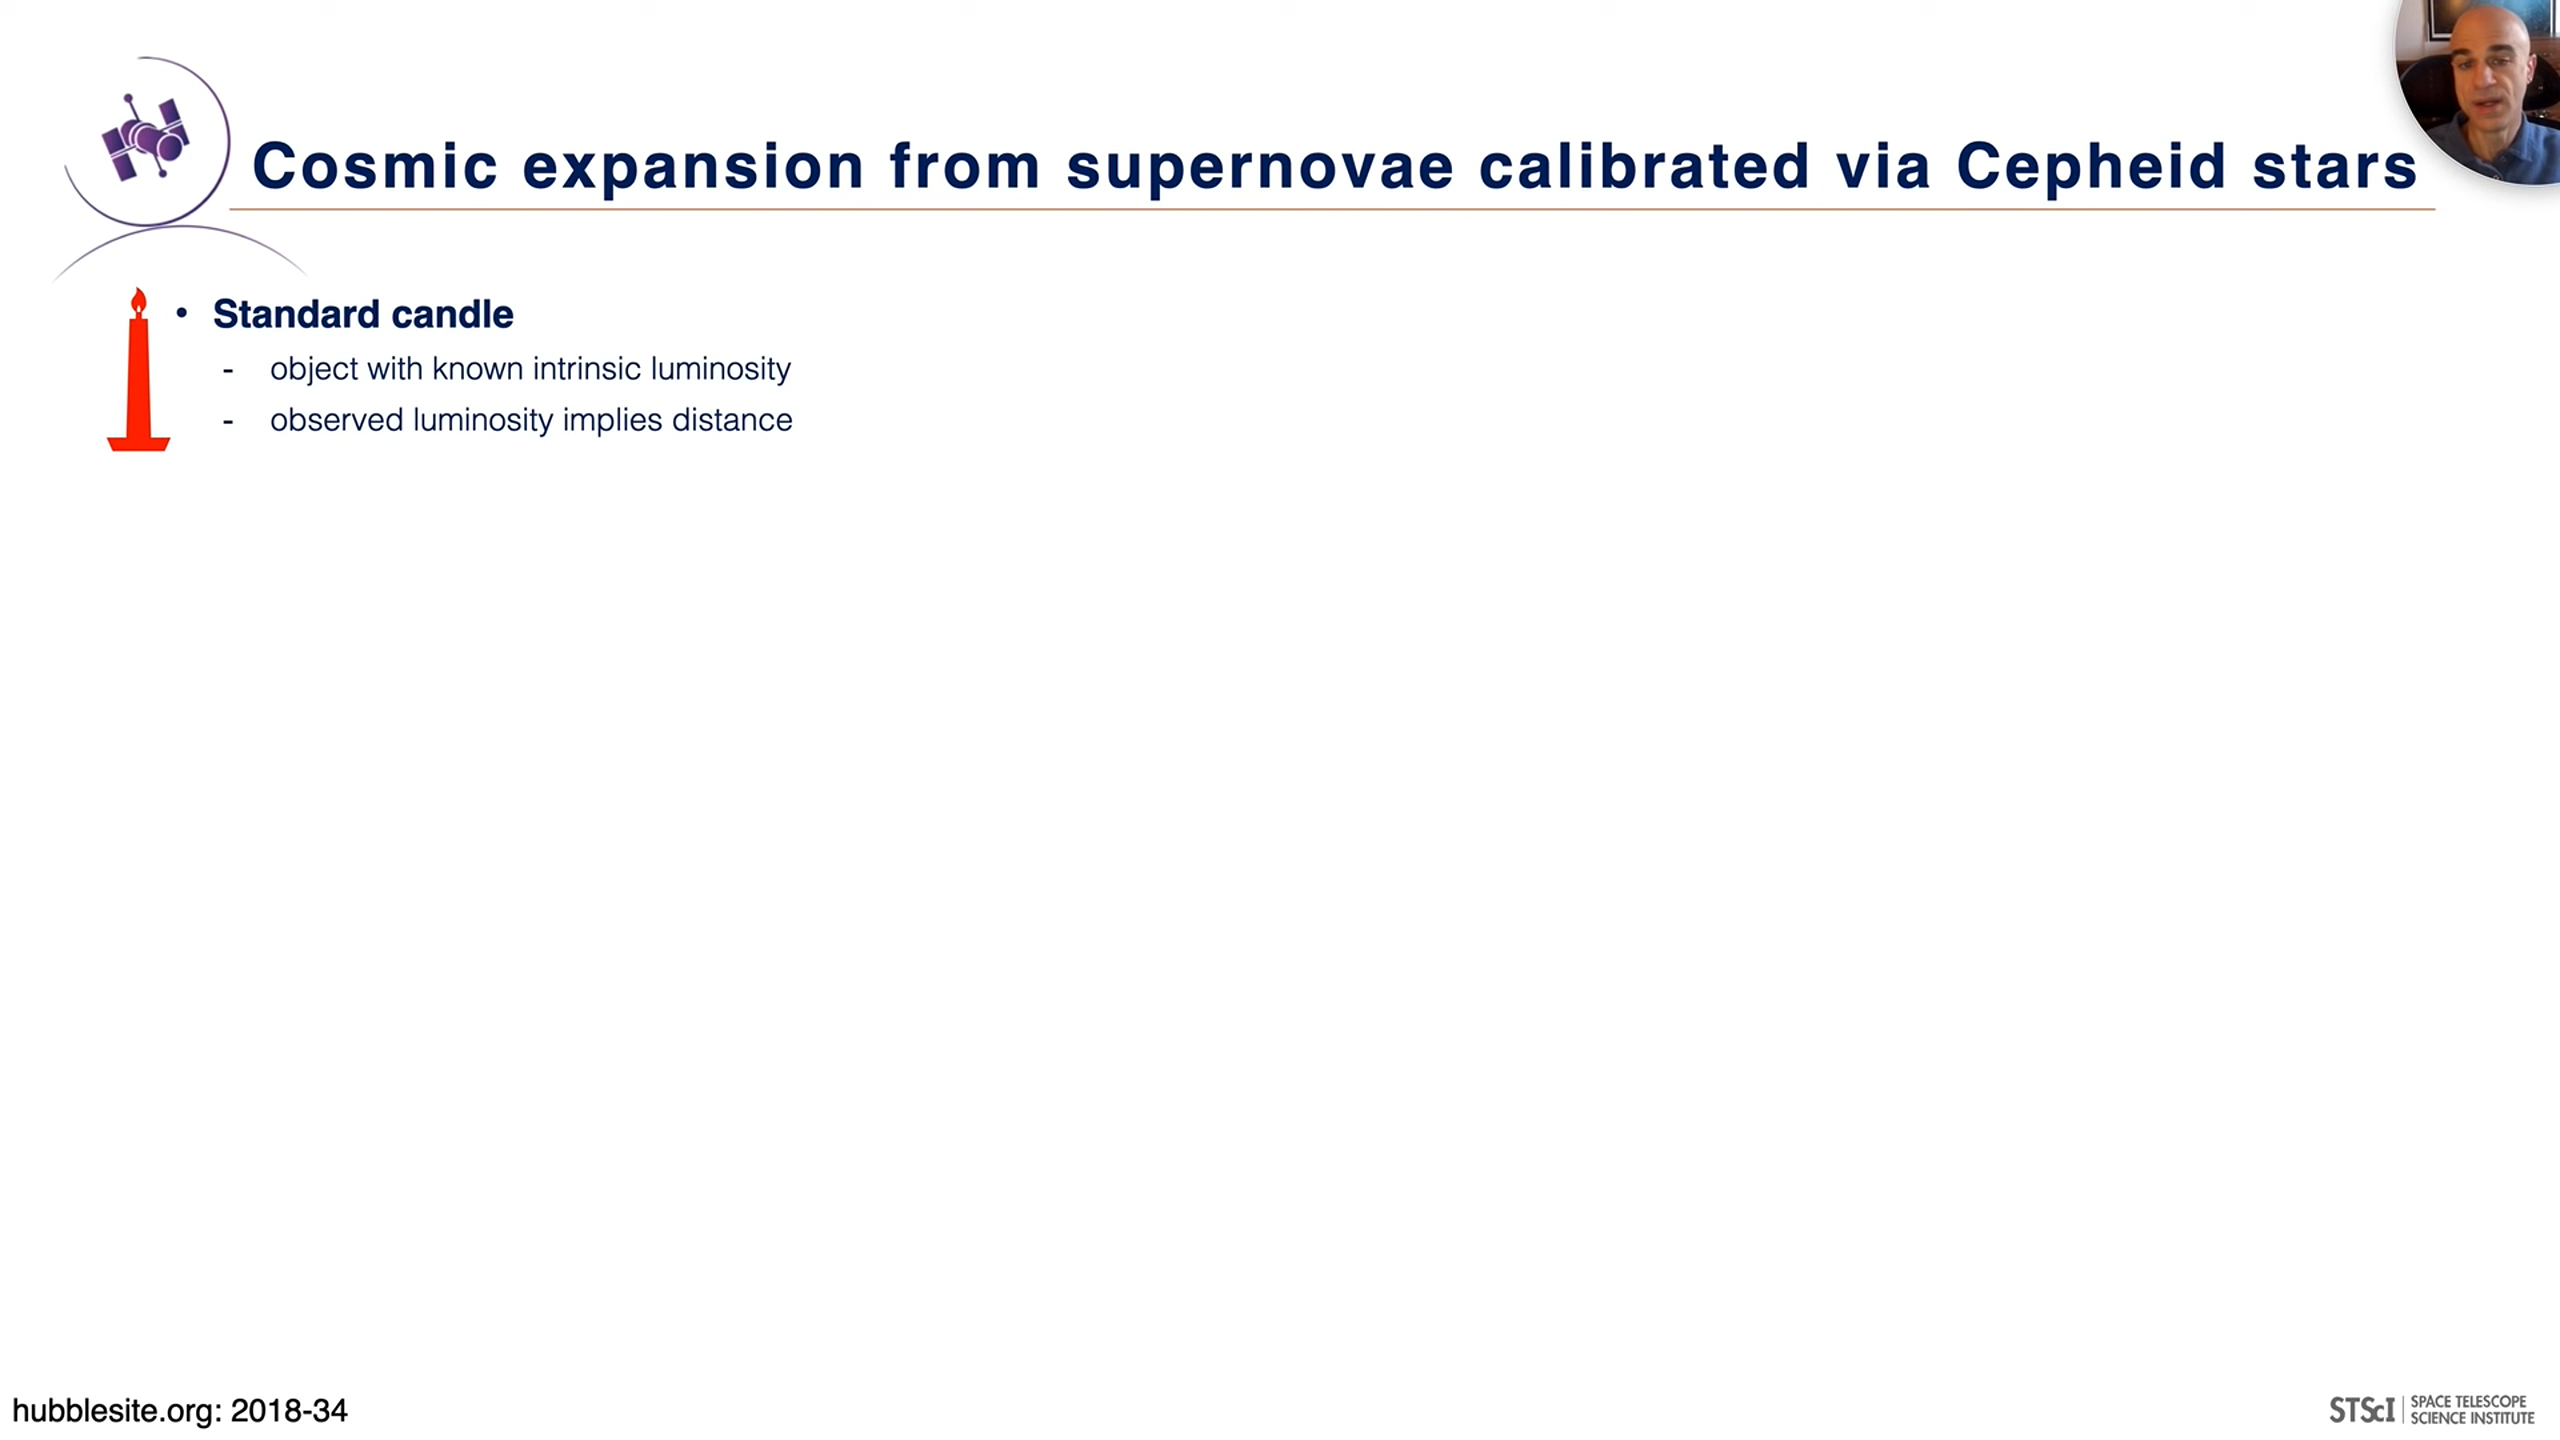 Cosmic expansion from supernovae calibrated via Cepheid stars
• Standard candle
- object with known intrinsic luminosity
- observed luminosity implies distance
hubblesite.org: 2018-34
STScI | SPACE TELESCOPE
SCIENCE INSTITUTE